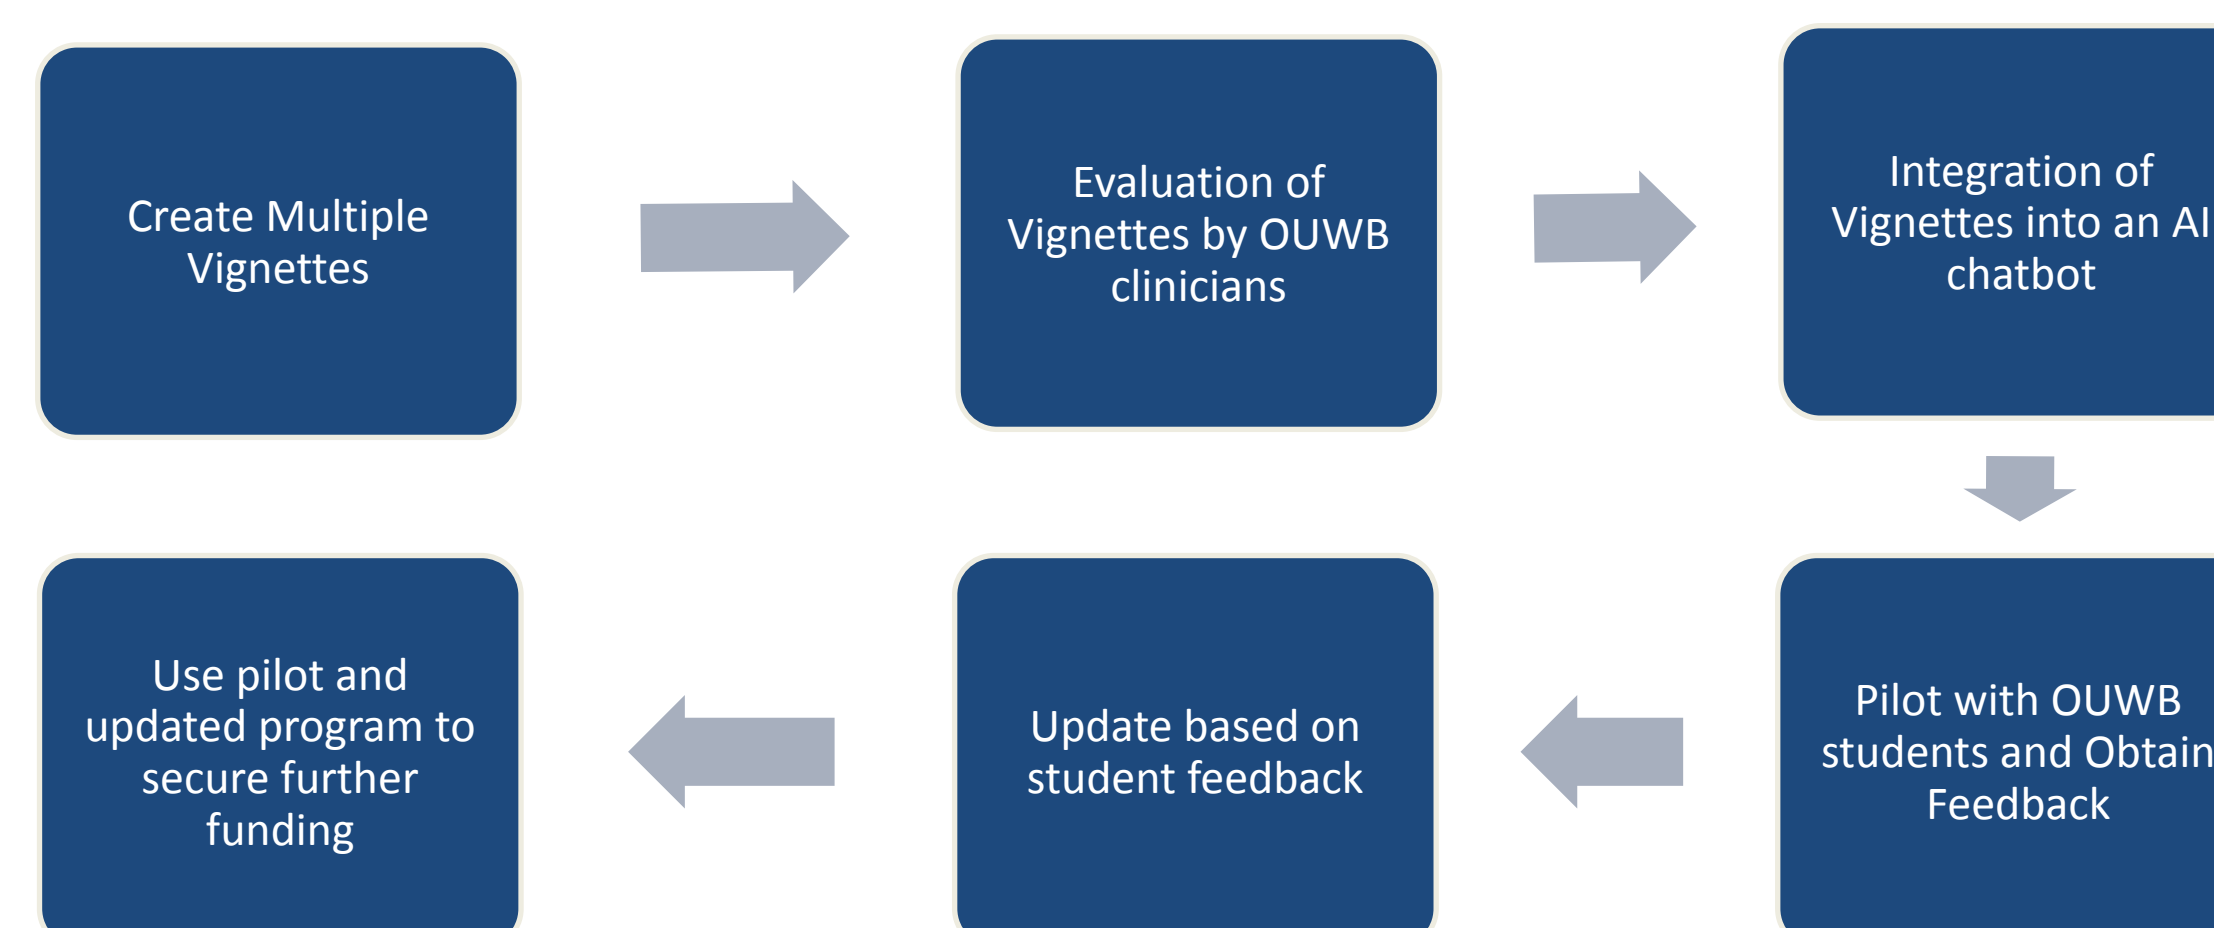 Create Multiple
Vignettes
Evaluation of
Vignettes by OUWB
clinicians
Integration of
Vignettes into an AI
chatbot
Pilot with OUWB
students and Obtain
Feedback
Update based on
student feedback
Use pilot and
updated program to
secure further
funding